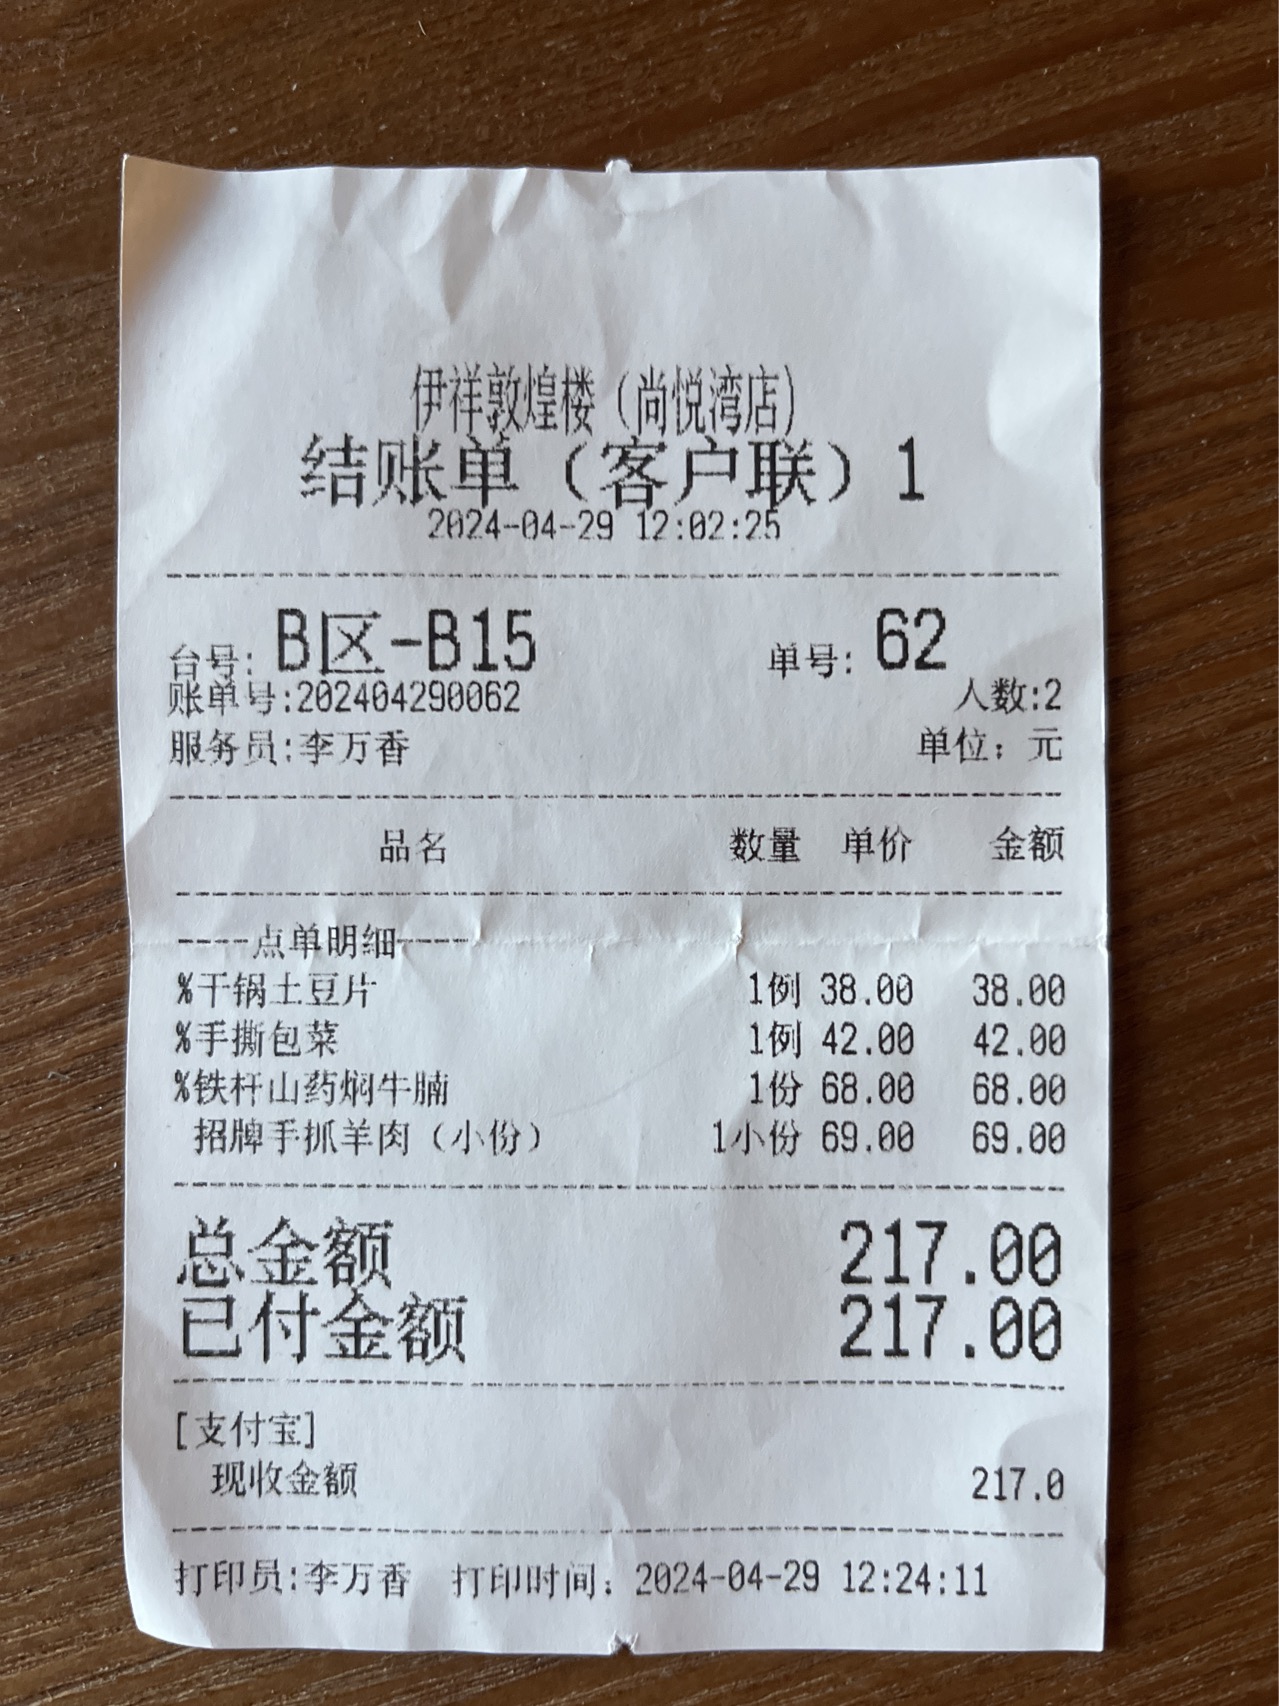 伊祥敦煌楼（尚悦湾店）
结账单（客户联）1
2024-04-29 12:02:25
台号: B区-B15 单号: 62
账单号:202404290062 人数:2
服务员:李万香 单位: 元
品名 数量 单价 金额
----点单明细----
%干锅土豆片 1例 38.00 38.00
%手撕包菜 1例 42.00 42.00
%铁杆山药焖牛腩 1份 68.00 68.00
招牌手抓羊肉（小份） 1小份 69.00 69.00
总金额 217.00
已付金额 217.00
[支付宝]
现收金额 217.0
打印员:李万香 打印时间: 2024-04-29 12:24:11